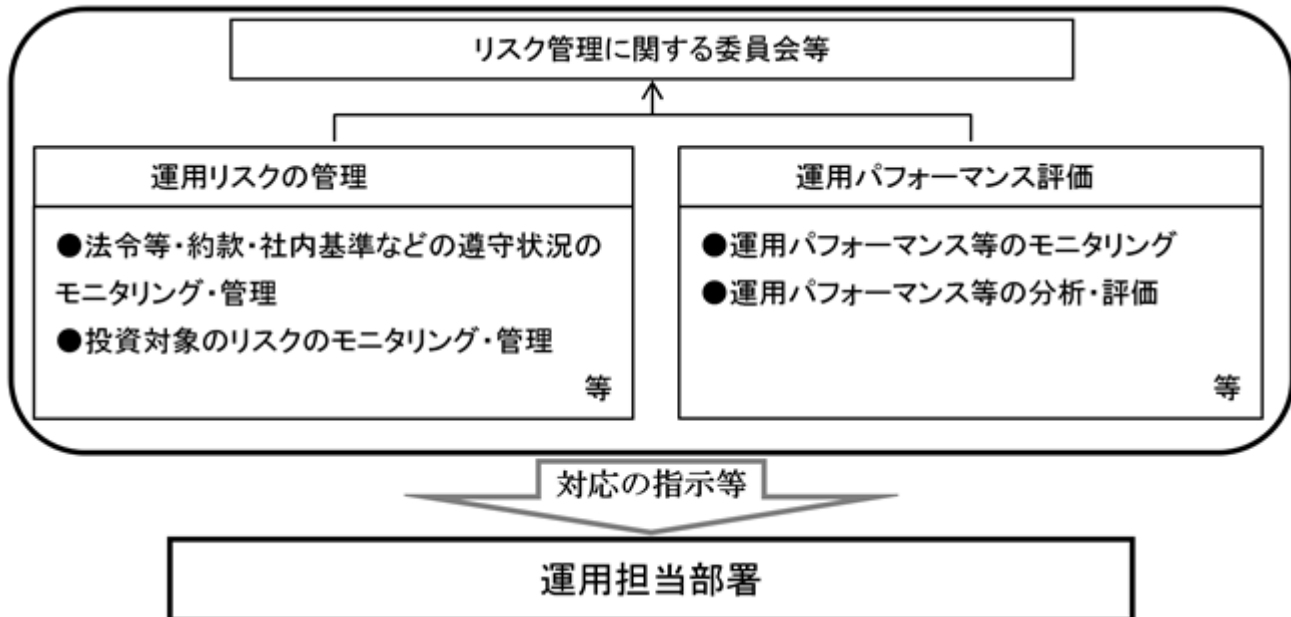 リスク管理に関する委員会等
運用リスクの管理
●法令等・約款・社内基準などの遵守状況の
モニタリング・管理
●投資対象のリスクのモニタリング・管理
等
運用パフォーマンス評価
●運用パフォーマンス等のモニタリング
●運用パフォーマンス等の分析・評価
等
対応の指示等
運用担当部署